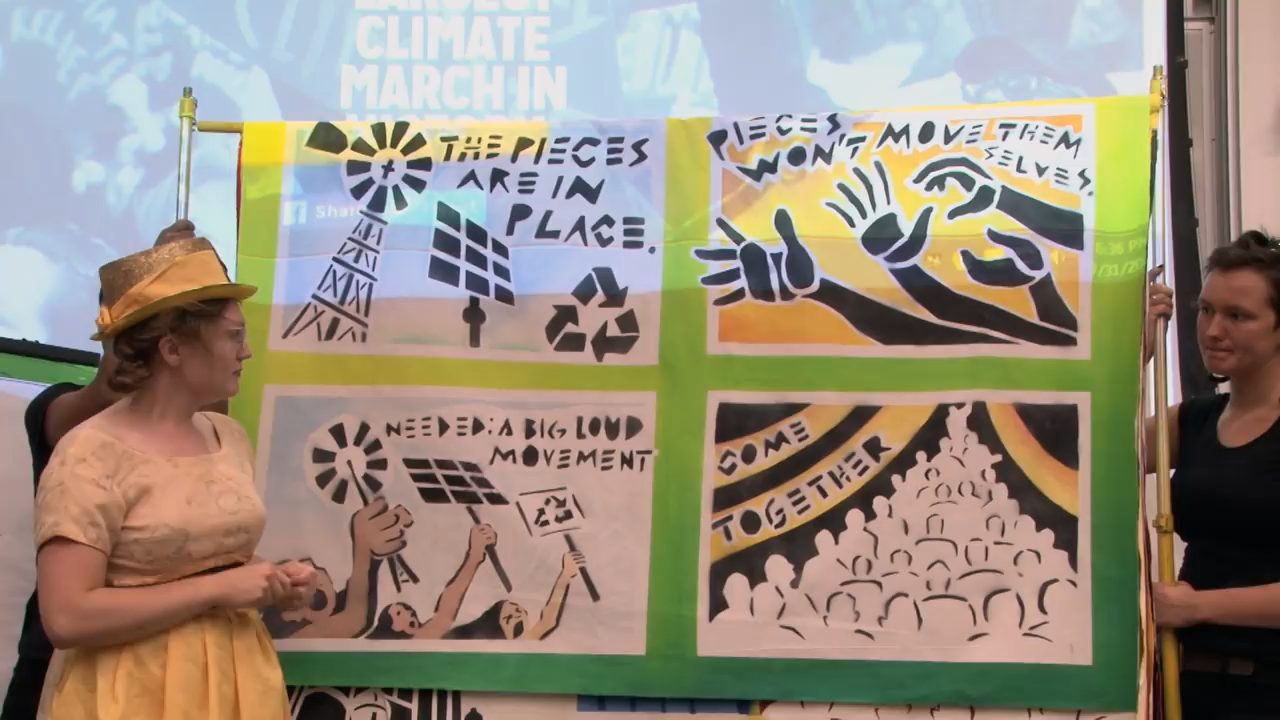 CLIMATE
MARCH IN
THE PIECES
ARE IN
PLACE.
PIECES
WON'T MOVE THEM
SELVES.
NEEDED: A BIG LOUD
MOVEMENT
COME
TOGETHER